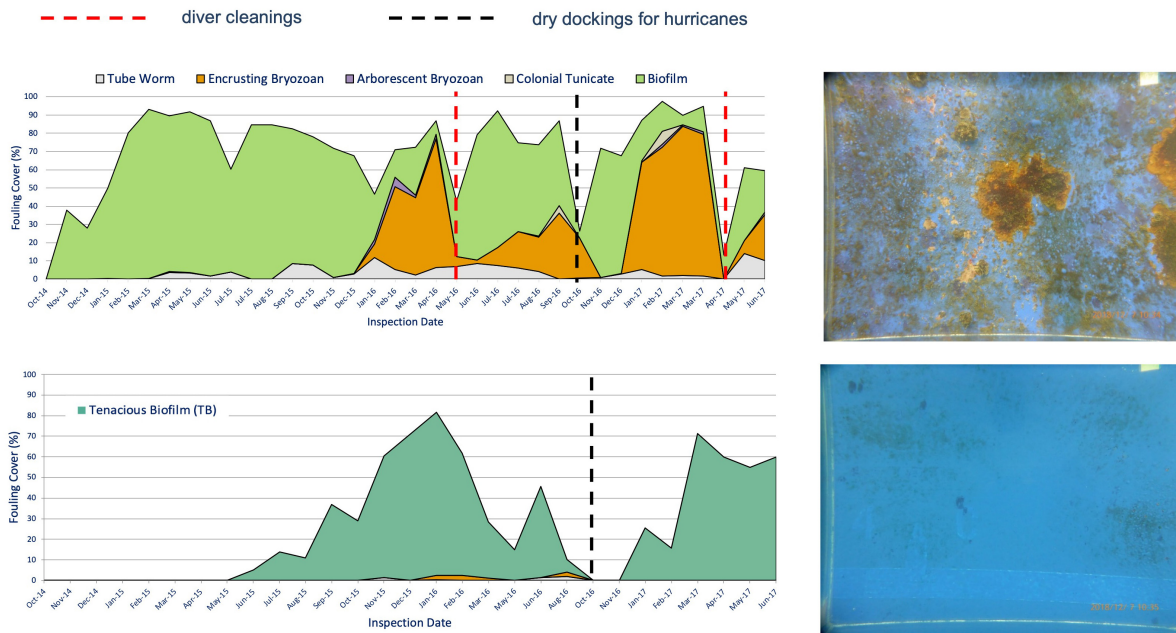 diver cleanings
dry dockings for hurricanes
Tube Worm Encrusting Bryozoan Arborescent Bryozoan Colonial Tunicate Biofilm
Fouling Cover (%)
100
90
80
70
60
50
40
30
20
10
0
Oct-14 Nov-14 Dec-14 Jan-15 Feb-15 Mar-15 Apr-15 May-15 Jun-15 Jul-15 Jul-15 Aug-15 Sep-15 Oct-15 Nov-15 Dec-15 Jan-16 Feb-16 Mar-16 Apr-16 May-16 Jun-16 Jul-16 Aug-16 Aug-16 Sep-16 Oct-16 Nov-16 Dec-16 Jan-17 Feb-17 Mar-17 Mar-17 Apr-17 May-17 Jun-17
Inspection Date
Tenacious Biofilm (TB)
Fouling Cover (%)
100
90
80
70
60
50
40
30
20
10
0
Oct-14 Nov-14 Dec-14 Jan-15 Feb-15 Mar-15 Apr-15 May-15 Jun-15 Jul-15 Aug-15 Sep-15 Oct-15 Nov-15 Dec-15 Jan-16 Feb-16 Mar-16 May-16 Jun-16 Aug-16 Oct-16 Nov-16 Jan-17 Feb-17 Mar-17 Apr-17 May-17 Jun-17
Inspection Date